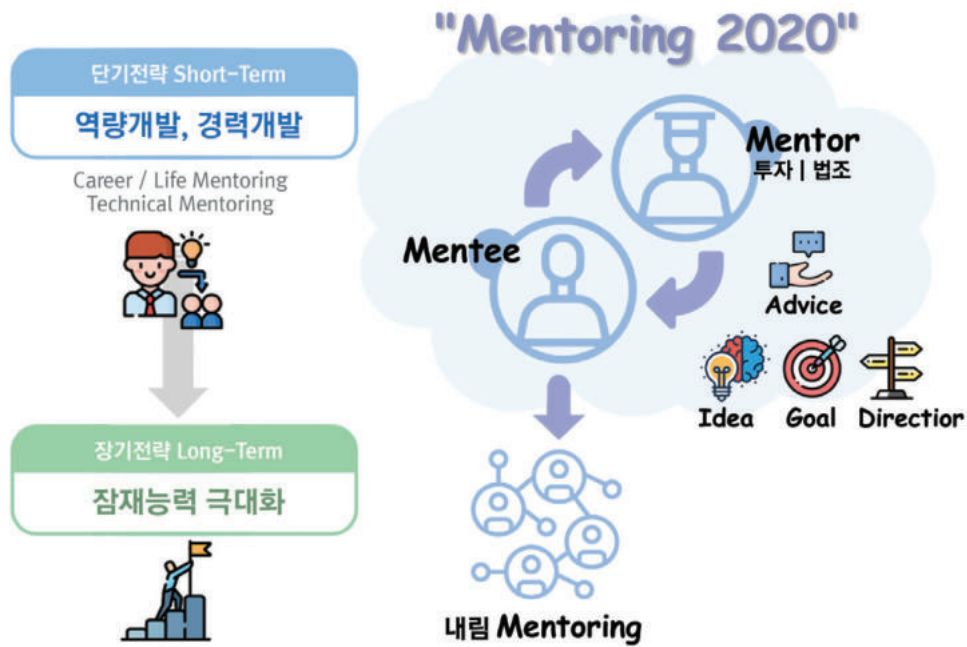 "Mentoring 2020"
단기전략 Short-Term
역량개발, 경력개발
Career / Life Mentoring
Technical Mentoring
장기전략 Long-Term
잠재능력 극대화
Mentor
투자 | 법조
Mentee
Advice
Idea
Goal
Directior
내림 Mentoring